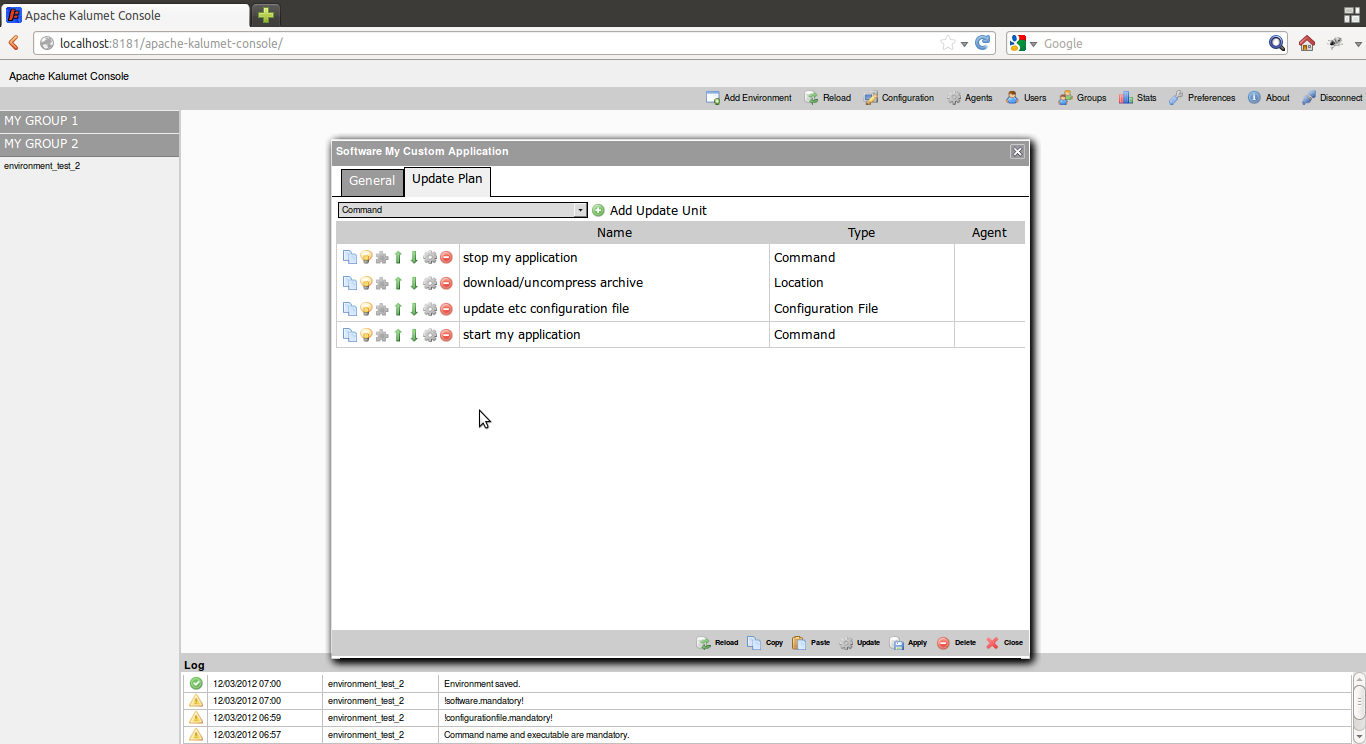 Apache Kalumet Console
localhost:8181/apache-kalumet-console/
Google
Apache Kalumet Console
Add Environment Reload Configuration Agents Users Groups Stats Preferences About Disconnect
MY GROUP 1
MY GROUP 2
environment_test_2
Software My Custom Application
General Update Plan
Command Add Update Unit
Name Type Agent
stop my application Command
download/uncompress archive Location
update etc configuration file Configuration File
start my application Command
Reload Copy Paste Update Apply Delete Close
Log
12/03/2012 07:00 environment_test_2 Environment saved.
12/03/2012 07:00 environment_test_2 !software.mandatory!
12/03/2012 06:59 environment_test_2 !configurationfile.mandatory!
12/03/2012 06:57 environment_test_2 Command name and executable are mandatory.